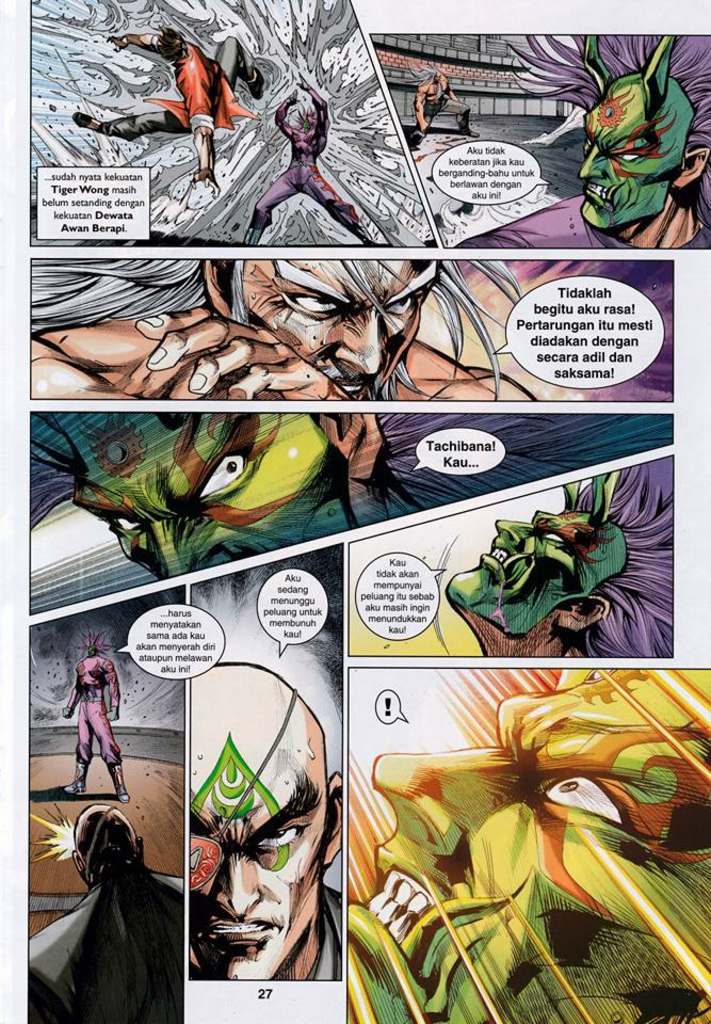 ...sudah nyata kekuatan
Tiger Wong masih
belum setanding dengan
kekuatan Dewata
Awan Berapi.
Aku tidak
keberatan jika kau
berganding-bahu untuk
berlawan dengan
aku ini!
Tidaklah
begitu aku rasa!
Pertarungan itu mesti
diadakan dengan
secara adil dan
saksama!
Tachibana!
Kau...
Kau
tidak akan
mempunyai
peluang itu sebab
aku masih ingin
menundukkan
kau!
...harus
menyatakan
sama ada kau
akan menyerah diri
ataupun melawan
aku ini!
Aku
sedang
menunggu
peluang untuk
membunuh
kau!
!
27